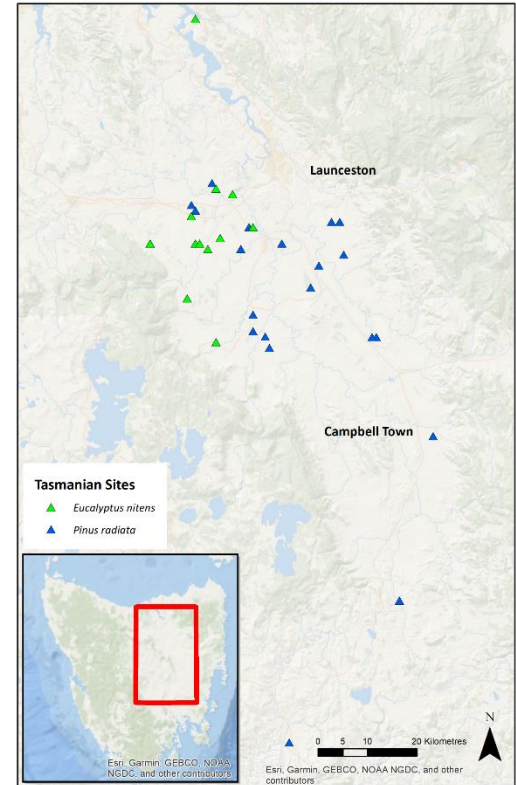 Launceston
Campbell Town
Tasmanian Sites
Eucalyptus nitens
Pinus radiata
Esri, Garmin, GEBCO, NOAA
NGDC, and other
contributors
N
0 5 10 20 Kilometres
Esri, Garmin, GEBCO, NOAA NGDC, and other
contributors